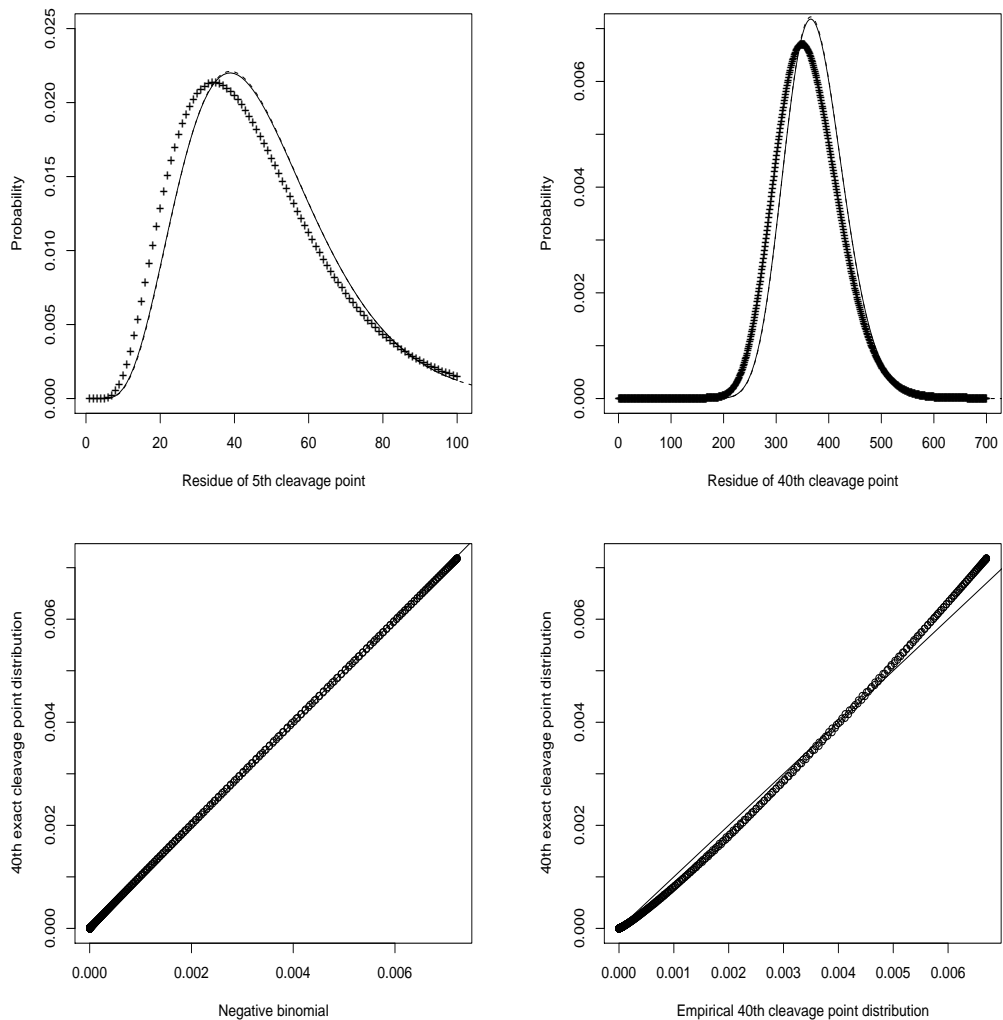 0.000
0.005
0.010
0.015
0.020
0.025
Probability
0 20 40 60 80 100
Residue of 5th cleavage point
0.000
0.002
0.004
0.006
Probability
0 100 200 300 400 500 600 700
Residue of 40th cleavage point
0.000
0.002
0.004
0.006
40th exact cleavage point distribution
0.000 0.002 0.004 0.006
Negative binomial
0.000
0.002
0.004
0.006
40th exact cleavage point distribution
0.000 0.001 0.002 0.003 0.004 0.005 0.006
Empirical 40th cleavage point distribution